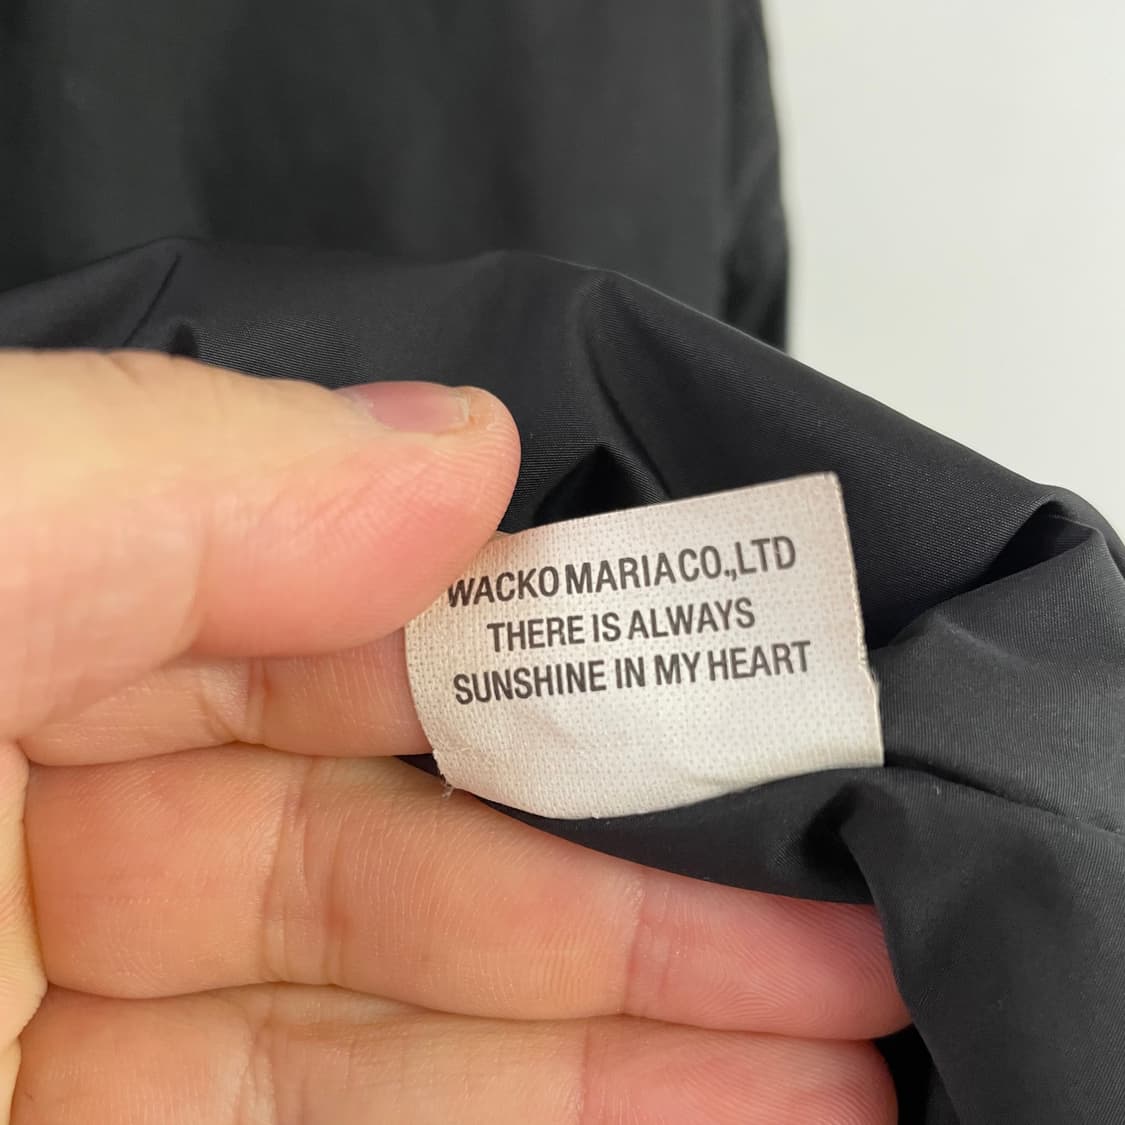 WACKO MARIA CO.,LTD
THERE IS ALWAYS
SUNSHINE IN MY HEART